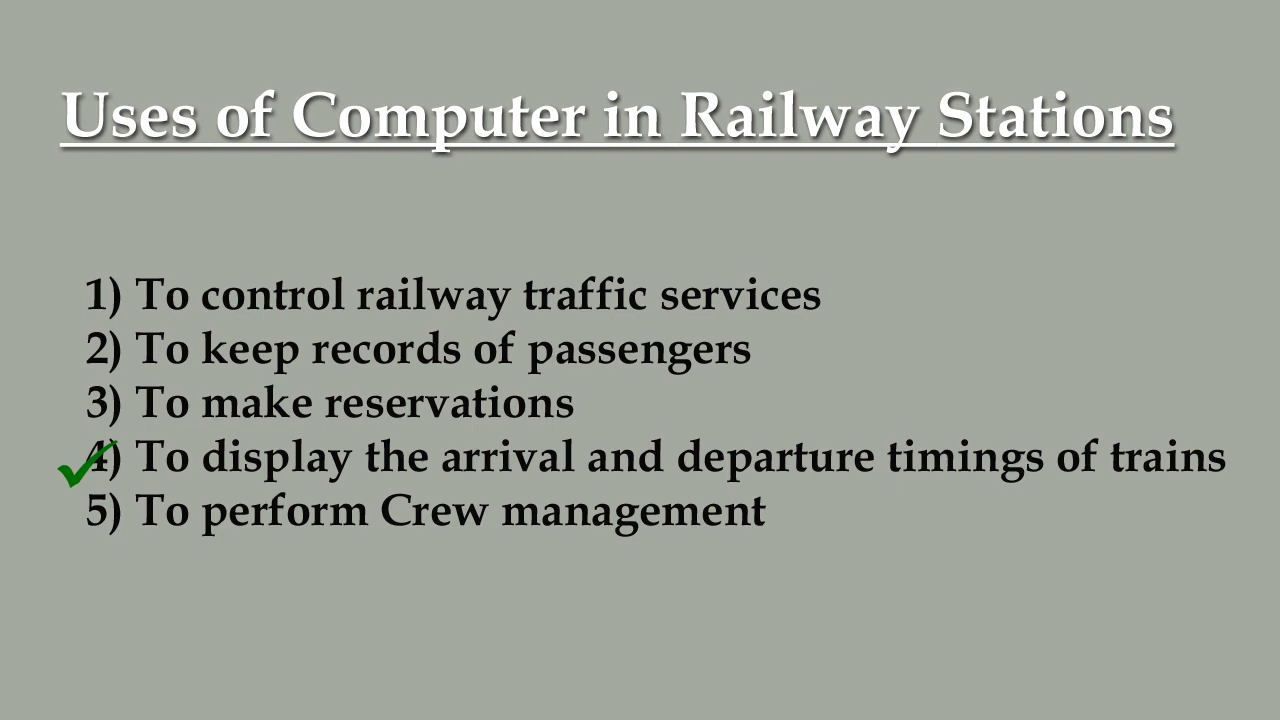 Uses of Computer in Railway Stations
1) To control railway traffic services
2) To keep records of passengers
3) To make reservations
4) To display the arrival and departure timings of trains
5) To perform Crew management